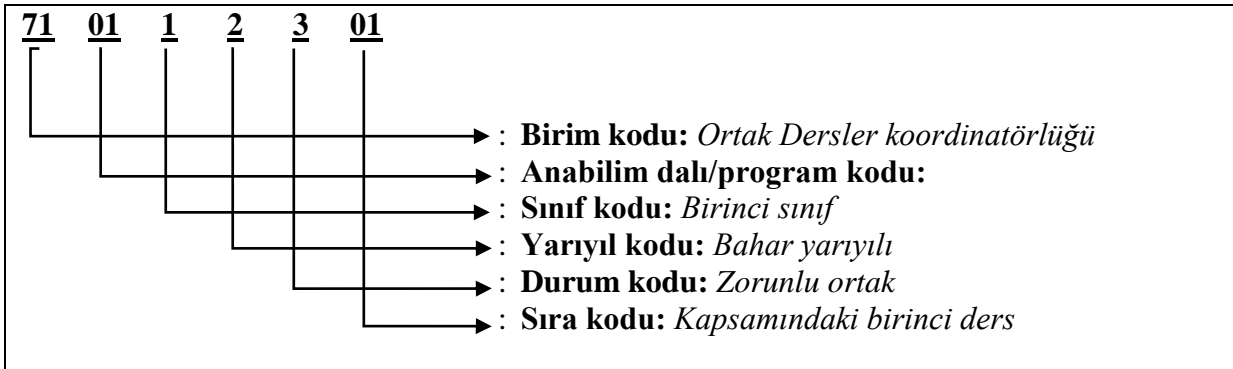 71 01 1 2 3 01
: Birim kodu: Ortak Dersler koordinatörlüğü
: Anabilim dalı/program kodu:
: Sınıf kodu: Birinci sınıf
: Yarıyıl kodu: Bahar yarıyılı
: Durum kodu: Zorunlu ortak
: Sıra kodu: Kapsamındaki birinci ders